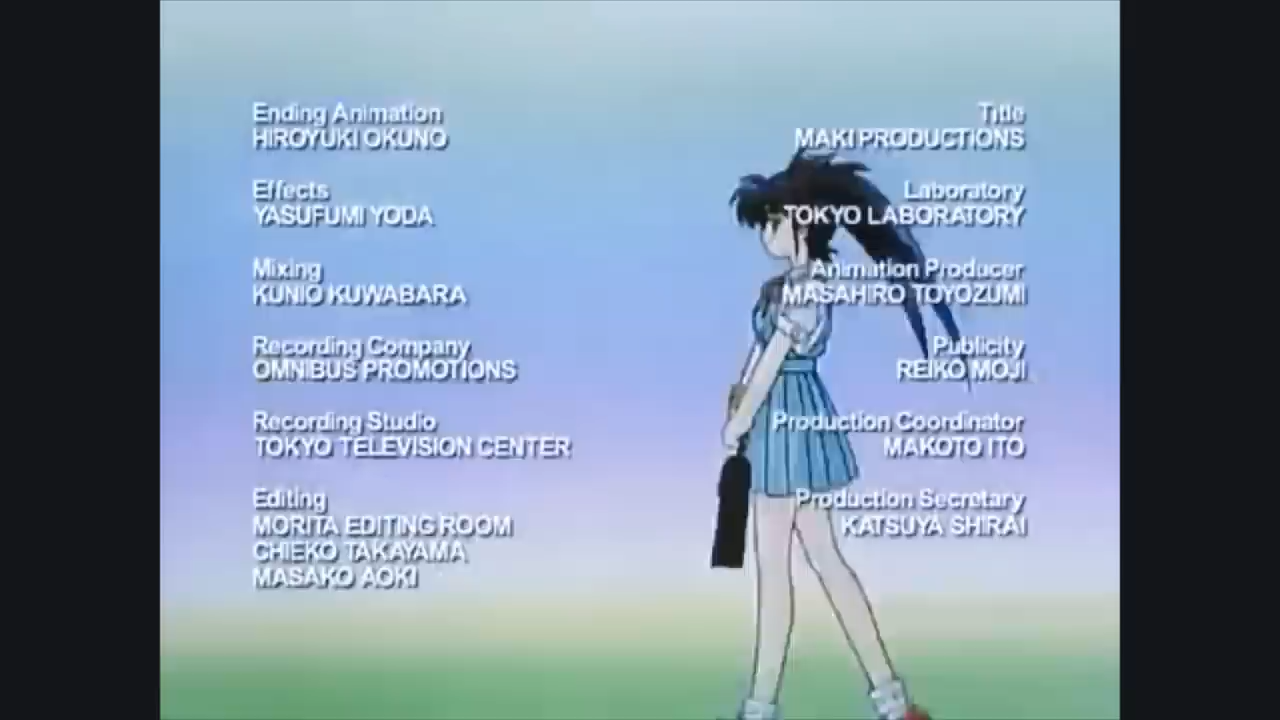 Ending Animation
HIROYUKI OKUNO
Effects
YASUFUMI YODA
Mixing
KUNIO KUWABARA
Recording Company
OMNIBUS PROMOTIONS
Recording Studio
TOKYO TELEVISION CENTER
Editing
MORITA EDITING ROOM
CHIEKO TAKAYAMA
MASAKO AOKI
Title
MAKI PRODUCTIONS
Laboratory
TOKYO LABORATORY
Animation Producer
MASAHIRO TOYOZUMI
Publicity
REIKO MOJI
Production Coordinator
MAKOTO ITO
Production Secretary
KATSUYA SHIRAI